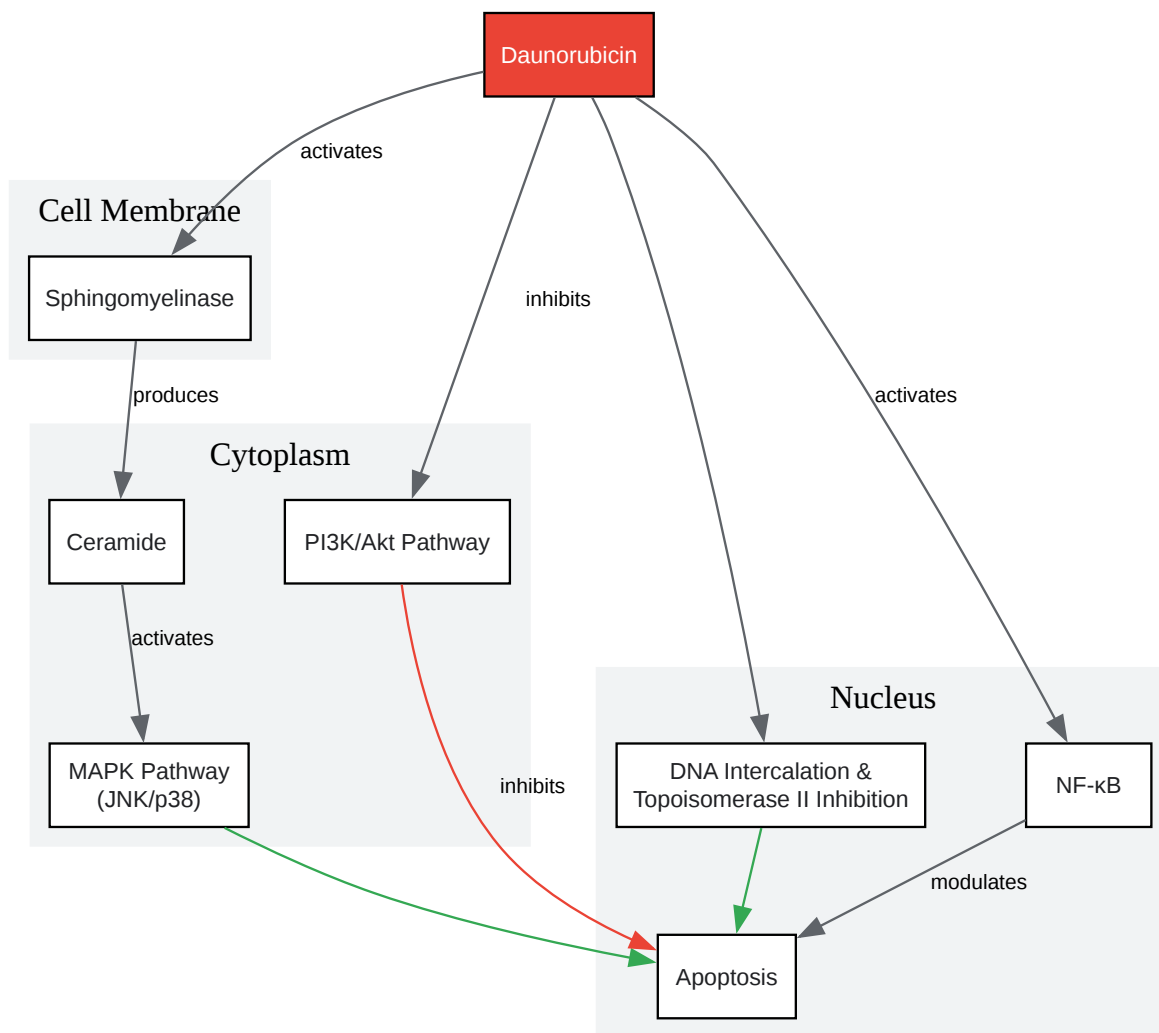 Daunorubicin
activates
Cell Membrane
Sphingomyelinase
inhibits
produces
activates
Cytoplasm
Ceramide
PI3K/Akt Pathway
activates
Nucleus
MAPK Pathway
(JNK/p38)
inhibits
DNA Intercalation &
Topoisomerase II Inhibition
NF-κB
modulates
Apoptosis